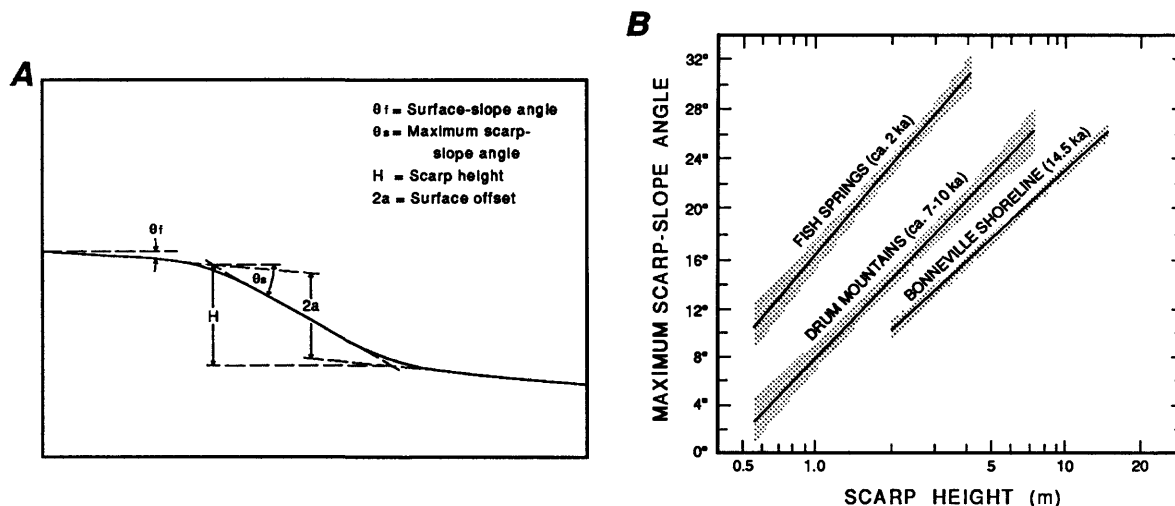 A
θf = Surface-slope angle
θs = Maximum scarp-
slope angle
H = Scarp height
2a = Surface offset
θf
θs
2a
H
B
MAXIMUM SCARP-SLOPE ANGLE
32°
28°
24°
20°
16°
12°
8°
4°
0°
FISH SPRINGS (ca. 2 ka)
DRUM MOUNTAINS (ca. 7-10 ka)
BONNEVILLE SHORELINE (14.5 ka)
0.5 1.0 5 10 20
SCARP HEIGHT (m)